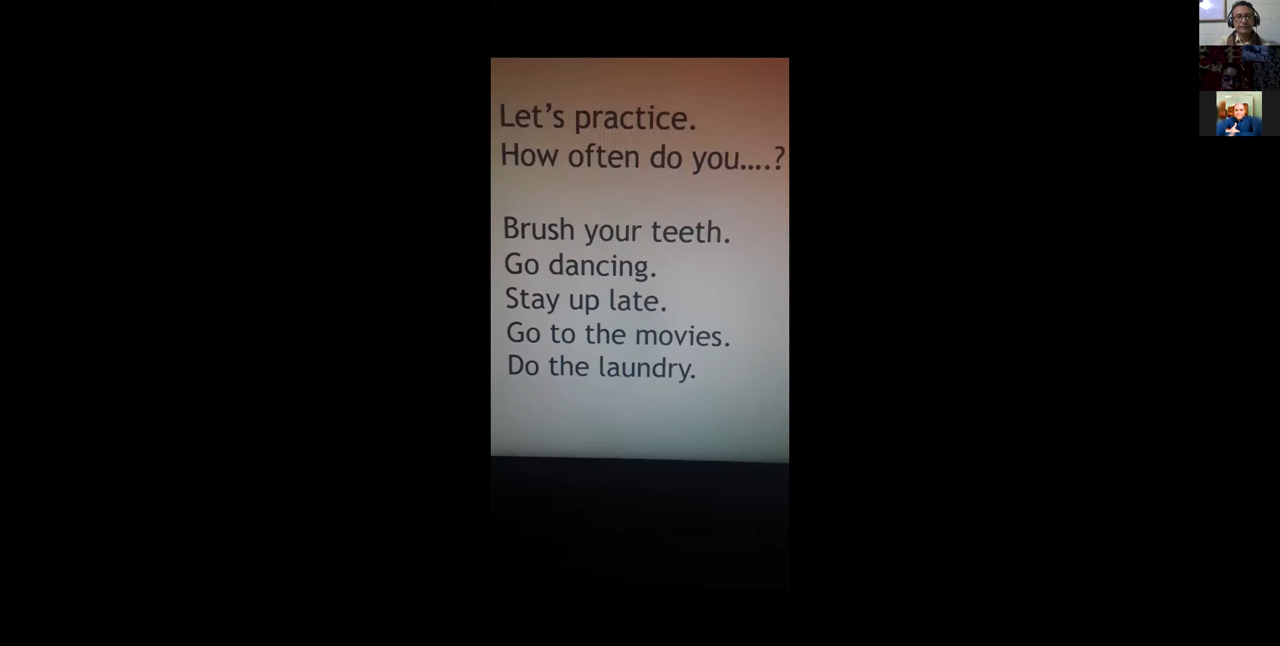 Let's practice.
How often do you....?
Brush your teeth.
Go dancing.
Stay up late.
Go to the movies.
Do the laundry.